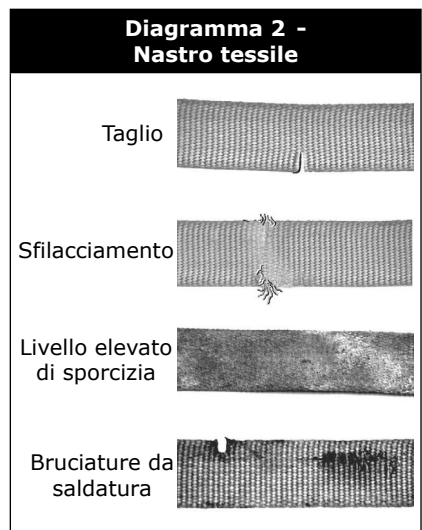 Diagramma 2 -
Nastro tessile
Taglio
Sfilacciamento
Livello elevato
di sporcizia
Bruciature da
saldatura